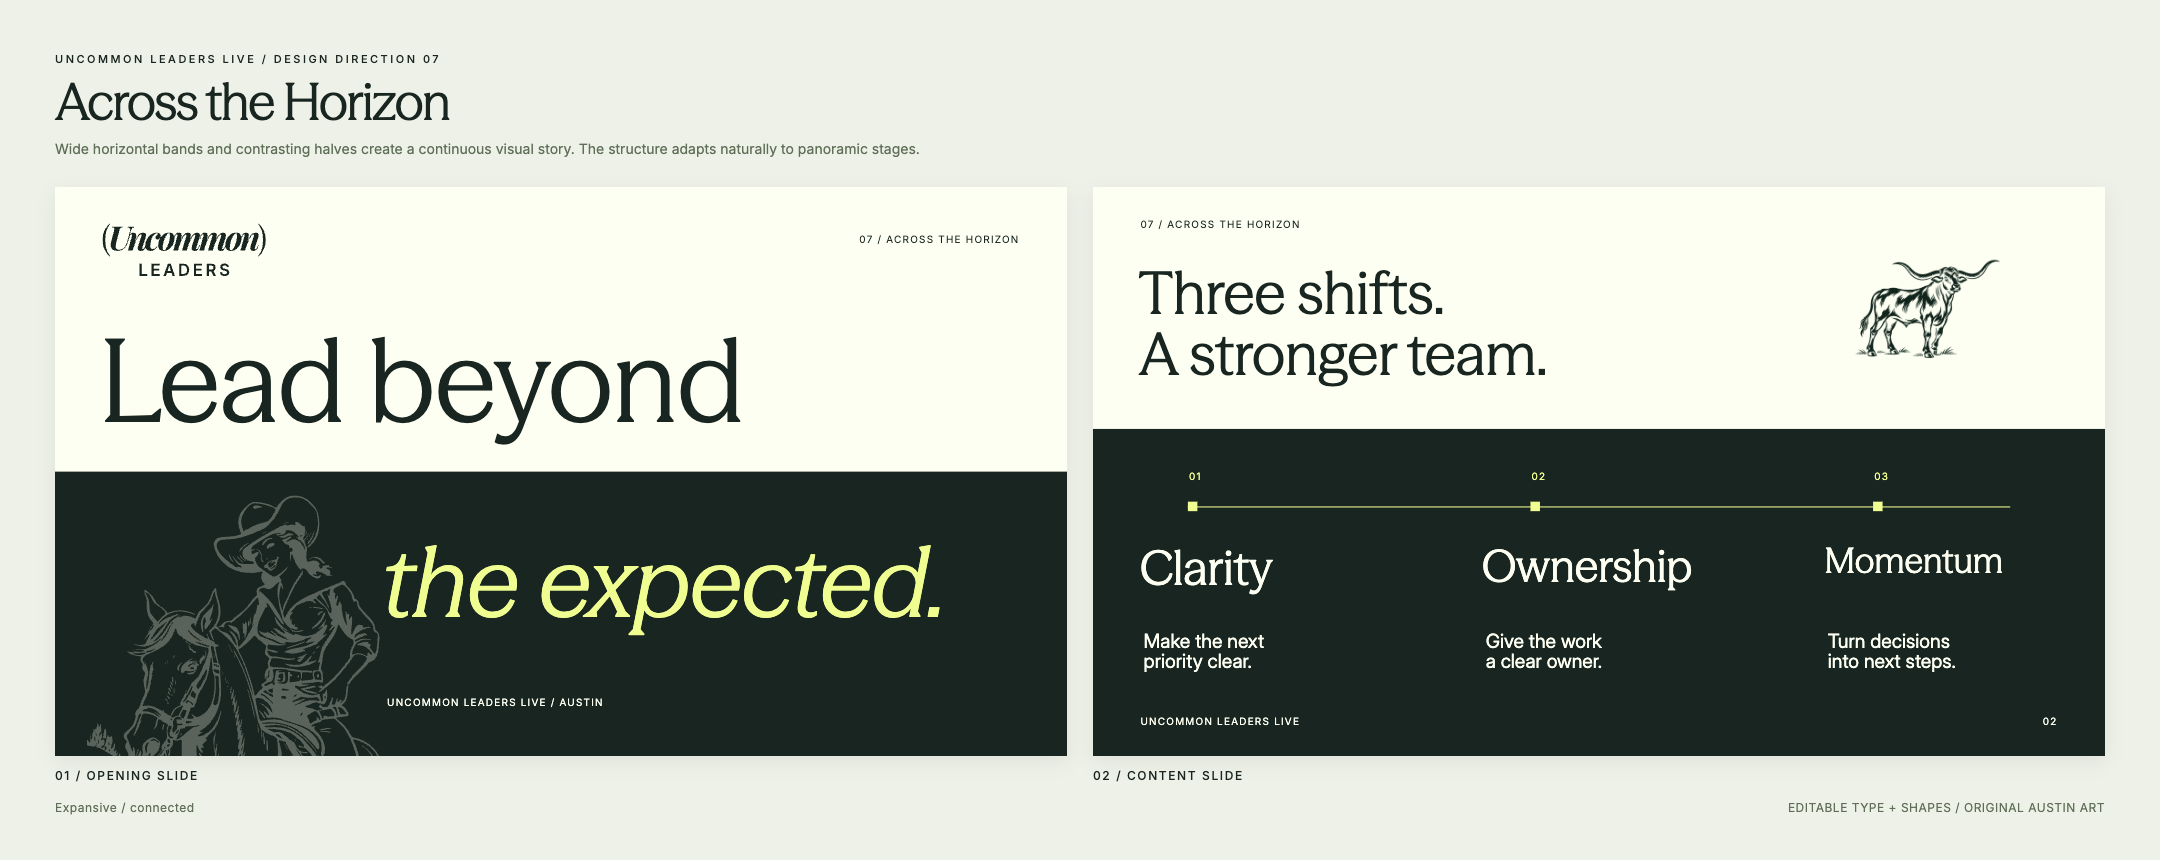 UNCOMMON LEADERS LIVE / DESIGN DIRECTION 07
Across the Horizon
Wide horizontal bands and contrasting halves create a continuous visual story. The structure adapts naturally to panoramic stages.
(Uncommon)
LEADERS
07 / ACROSS THE HORIZON
Lead beyond
the expected.
UNCOMMON LEADERS LIVE / AUSTIN
01 / OPENING SLIDE
Expansive / connected
07 / ACROSS THE HORIZON
Three shifts.
A stronger team.
01
02
03
Clarity
Ownership
Momentum
Make the next
priority clear.
Give the work
a clear owner.
Turn decisions
into next steps.
UNCOMMON LEADERS LIVE
02
02 / CONTENT SLIDE
EDITABLE TYPE + SHAPES / ORIGINAL AUSTIN ART